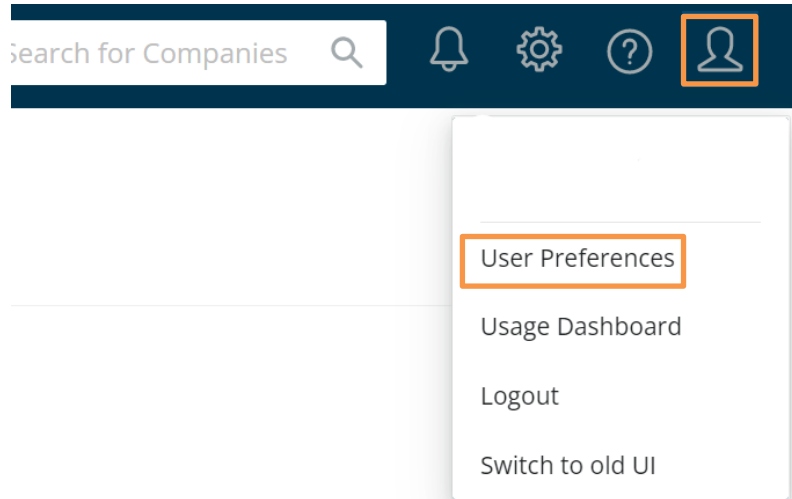 Search for Companies
User Preferences
Usage Dashboard
Logout
Switch to old UI